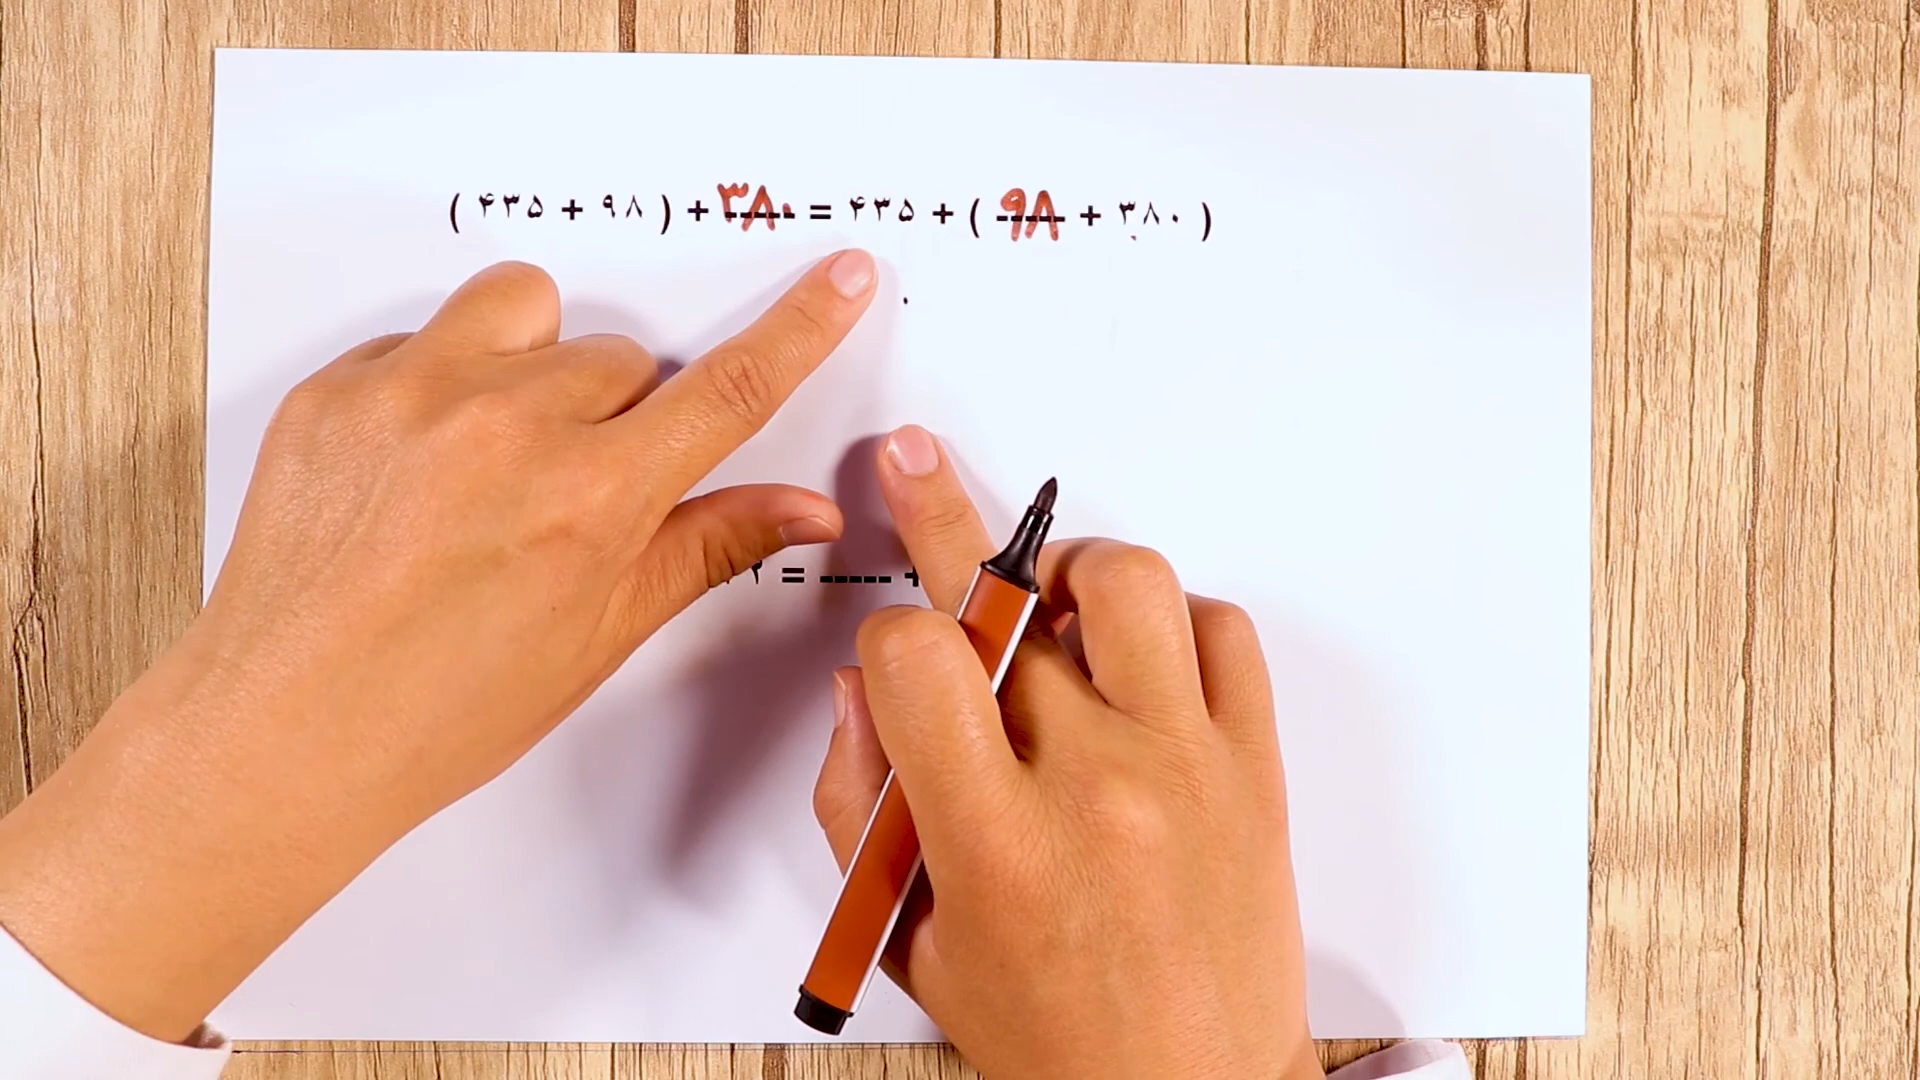 ( ۴۳۵ + ۹۸ ) + ۳۸۰ = ۴۳۵ + ( ۹۸ + ۳۸۰ )
= ----- +